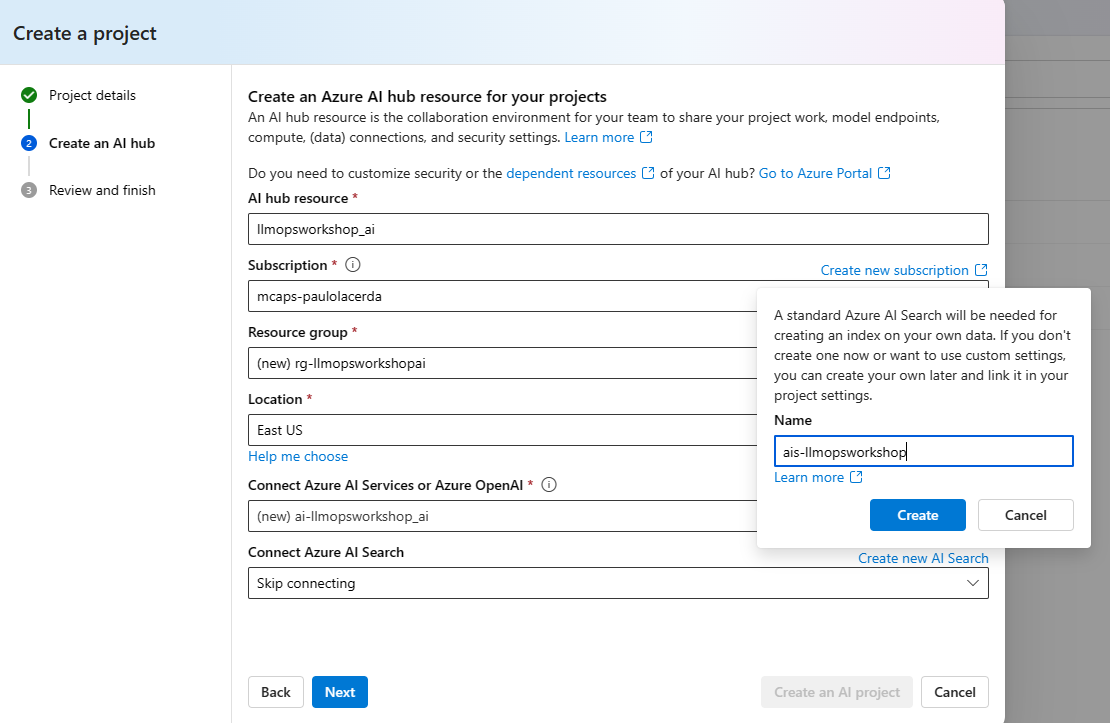 Create a project
Project details
2 Create an AI hub
3 Review and finish
Create an Azure AI hub resource for your projects
An AI hub resource is the collaboration environment for your team to share your project work, model endpoints,
compute, (data) connections, and security settings. Learn more
Do you need to customize security or the dependent resources of your AI hub? Go to Azure Portal
AI hub resource *
llmopsworkshop_ai
Subscription *
Create new subscription
mcaps-paulolacerda
Resource group *
(new) rg-llmopsworkshopai
Location *
East US
Help me choose
Connect Azure AI Services or Azure OpenAI *
(new) ai-llmopsworkshop_ai
Connect Azure AI Search
Create new AI Search
Skip connecting
A standard Azure AI Search will be needed for
creating an index on your own data. If you don't
create one now or want to use custom settings,
you can create your own later and link it in your
project settings.
Name
ais-llmopsworkshop
Learn more
Create Cancel
Back Next Create an AI project Cancel